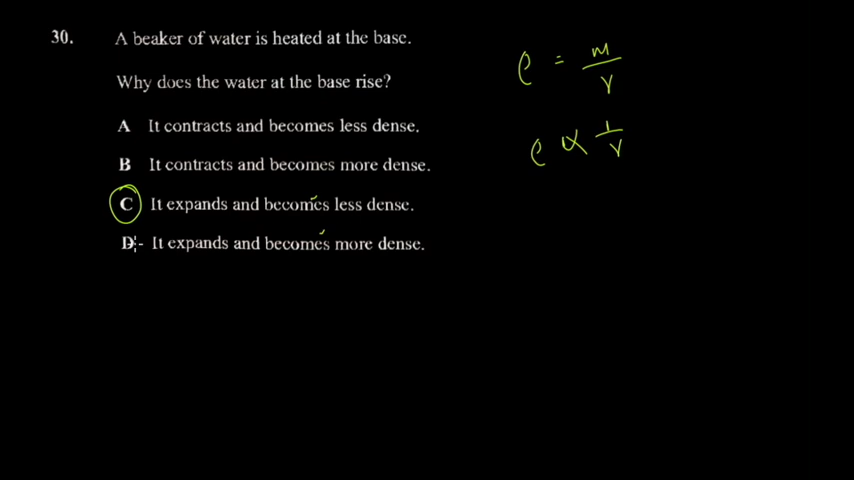 30. A beaker of water is heated at the base.
Why does the water at the base rise?
A It contracts and becomes less dense.
B It contracts and becomes more dense.
C It expands and becomes less dense.
D It expands and becomes more dense.
ρ = m/V
ρ ∝ 1/V